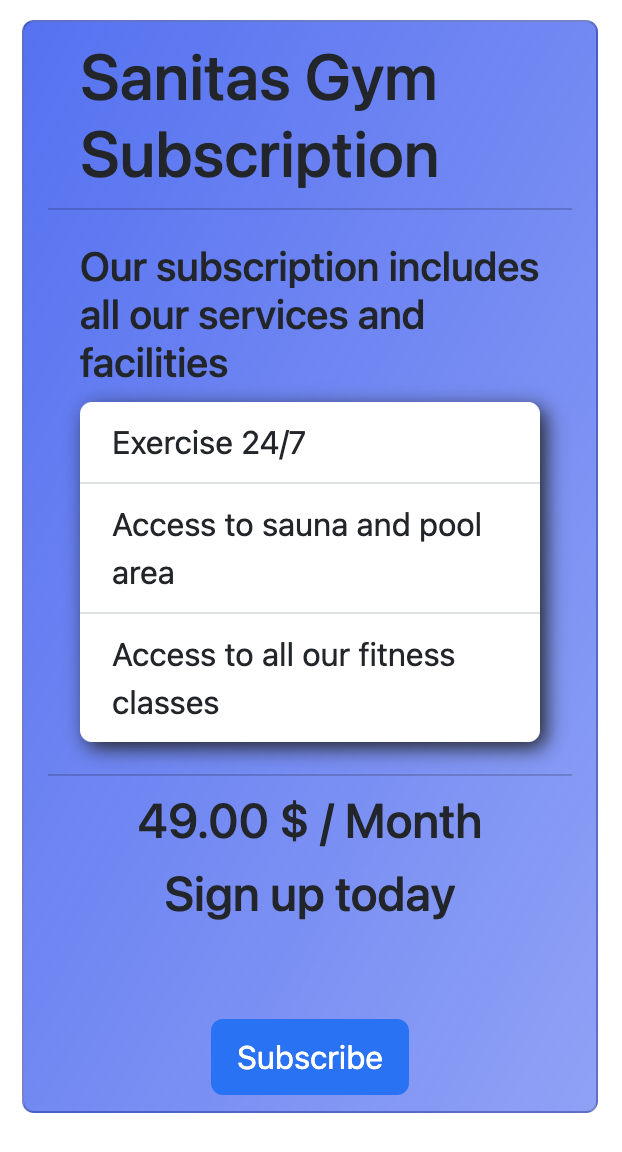 Sanitas Gym
Subscription
Our subscription includes
all our services and
facilities
Exercise 24/7
Access to sauna and pool
area
Access to all our fitness
classes
49.00 $ / Month
Sign up today
Subscribe